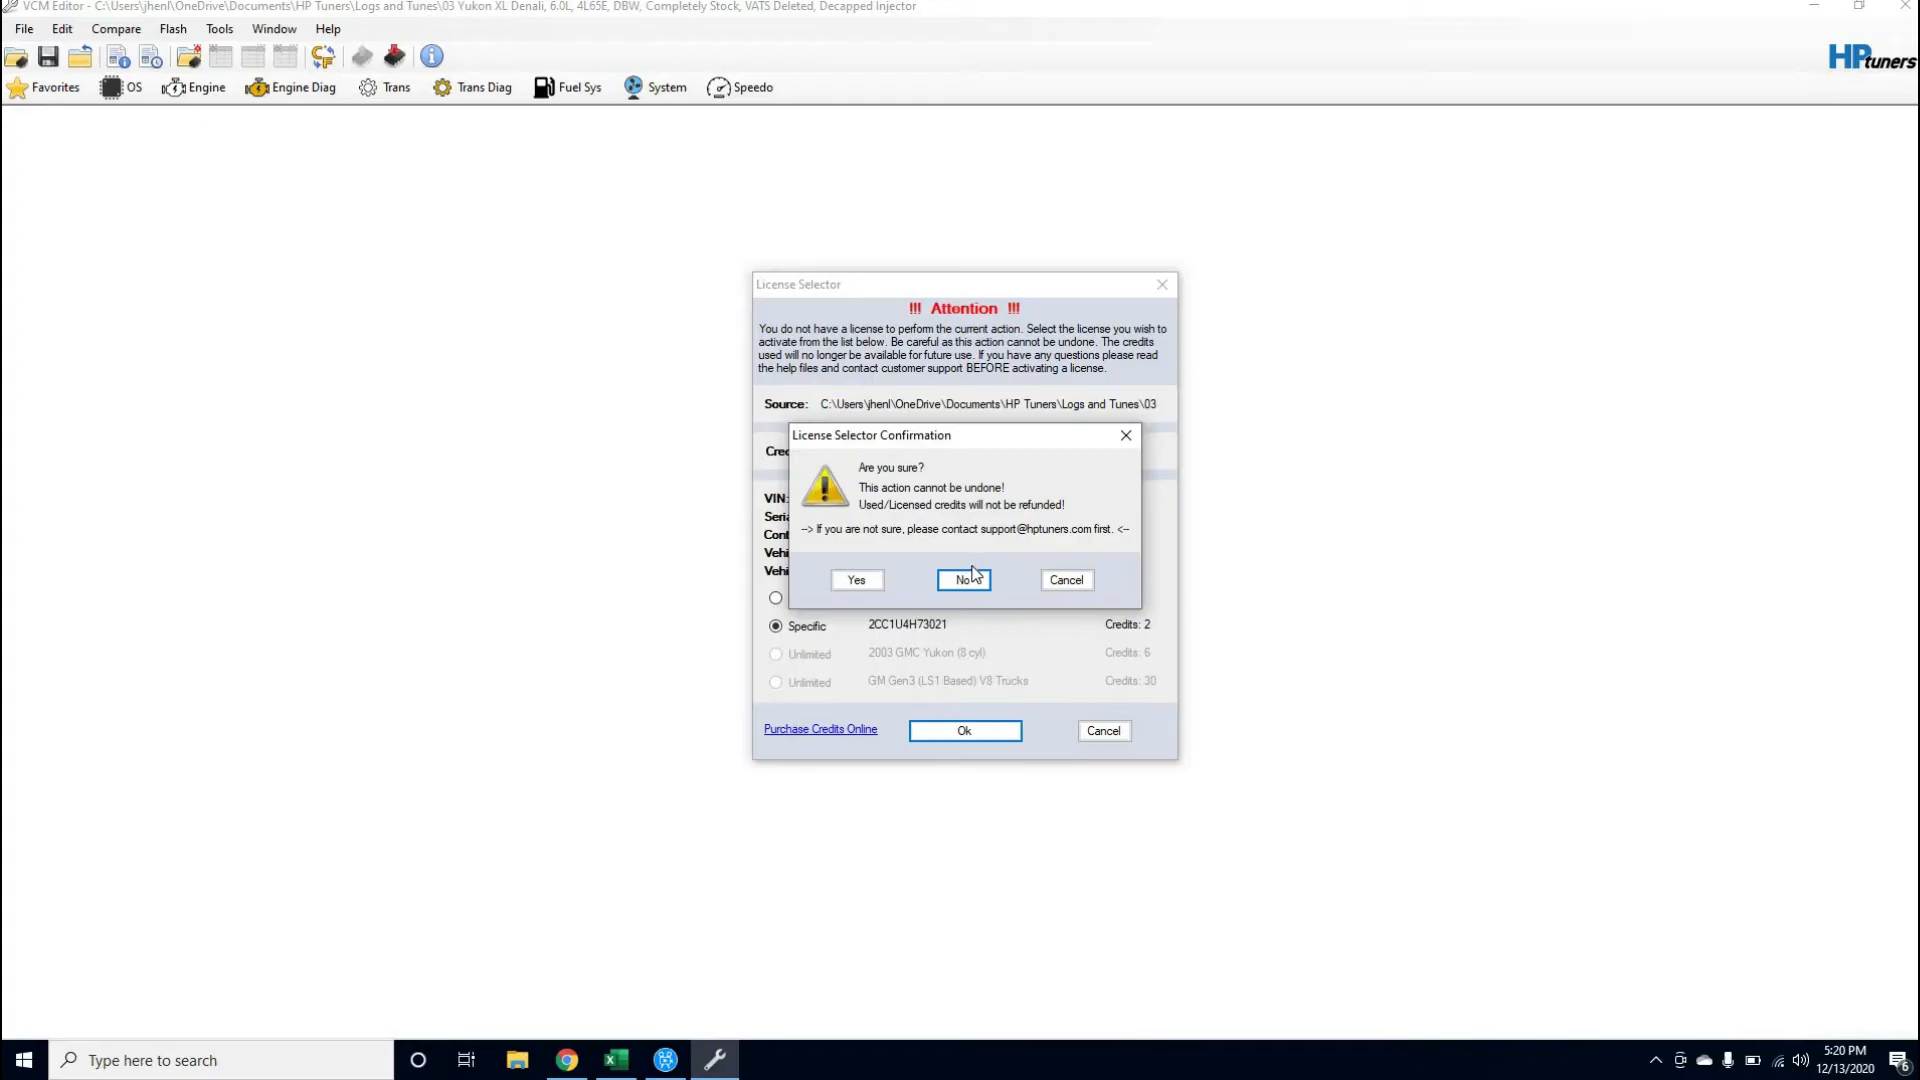 VCM Editor - C:\Users\jhenl\OneDrive\Documents\HP Tuners\Logs and Tunes\03 Yukon XL Denali, 6.0L, 4L65E, DBW, Completely Stock, VATS Deleted, Decapped Injector
File Edit Compare Flash Tools Window Help
HPtuners
Favorites OS Engine Engine Diag Trans Trans Diag Fuel Sys System Speedo
License Selector
!!! Attention !!!
You do not have a license to perform the current action. Select the license you wish to
activate from the list below. Be careful as this action cannot be undone. The credits
used will no longer be available for future use. If you have any questions please read
the help files and contact customer support BEFORE activating a license.
Source: C:\Users\jhenl\OneDrive\Documents\HP Tuners\Logs and Tunes\03
License Selector Confirmation
Cred
Are you sure?
This action cannot be undone!
Used/Licensed credits will not be refunded!
--> If you are not sure, please contact support@hptuners.com first. <--
VIN:
Seria
Cont
Vehi
Vehi
Yes No Cancel
Specific 2CC1U4H73021 Credits: 2
Unlimited 2003 GMC Yukon (8 cyl) Credits: 6
Unlimited GM Gen3 (LS1 Based) V8 Trucks Credits: 30
Purchase Credits Online Ok Cancel
Type here to search
5:20 PM
12/13/2020
6